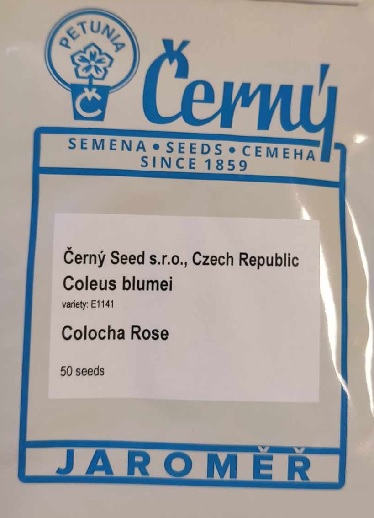 PETUNIA
Č
Černý
SEMENA • SEEDS • СЕМЕНА
SINCE 1859
Černý Seed s.r.o., Czech Republic
Coleus blumei
variety: E1141
Colocha Rose
50 seeds
JAROMĚŘ